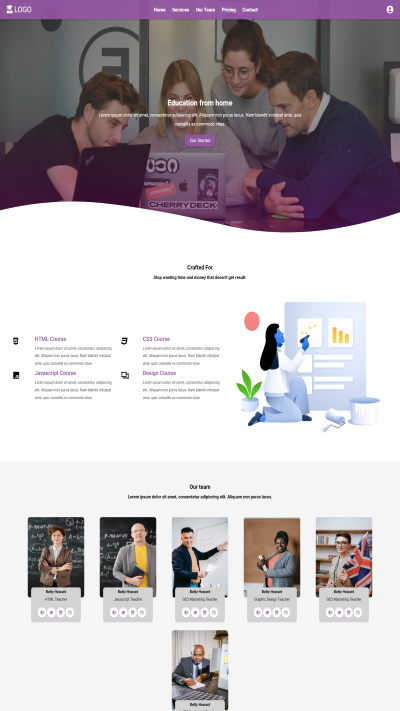 LOGO
Home Services Our Team Pricing Contact
Education from home
Lorem ipsum dolor sit amet, consectetur adipiscing elit. Aliquam non purus lacus. Nam blandit volutpat ante, quis
convallis ex commodo vitae.
Get Started
CHERRYDECK
Crafted For
Stop wasting time and money that doesn't get result.
HTML Course
Lorem ipsum dolor sit amet, consectetur adipiscing
elit. Aliquam non purus lacus. Nam blandit volutpat
ante, quis convallis ex commodo vitae.
CSS Course
Lorem ipsum dolor sit amet, consectetur adipiscing
elit. Aliquam non purus lacus. Nam blandit volutpat
ante, quis convallis ex commodo vitae.
Javascript Course
Lorem ipsum dolor sit amet, consectetur adipiscing
elit. Aliquam non purus lacus. Nam blandit volutpat
ante, quis convallis ex commodo vitae.
Design Course
Lorem ipsum dolor sit amet, consectetur adipiscing
elit. Aliquam non purus lacus. Nam blandit volutpat
ante, quis convallis ex commodo vitae.
Our team
Lorem ipsum dolor sit amet, consectetur adipiscing elit. Aliquam non purus lacus.
Betty Howard
HTML Teacher
Betty Howard
Javascript Teacher
Betty Howard
SEO Marketing Teacher
Betty Howard
Graphic Design Teacher
Betty Howard
SEO Marketing Teacher
Betty Howard